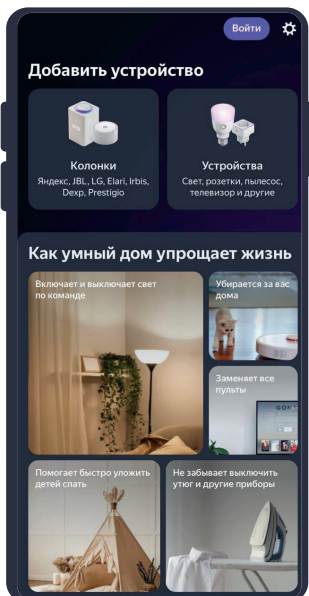 Войти
Добавить устройство
Колонки
Яндекс, JBL, LG, Elari, Irbis,
Dexp, Prestigio
Устройства
Свет, розетки, пылесос,
телевизор и другие
Как умный дом упрощает жизнь
Включает и выключает свет
по команде
Убирается за вас
дома
Заменяет все
пульты
Помогает быстро уложить
детей спать
Не забывает выключить
утюг и другие приборы